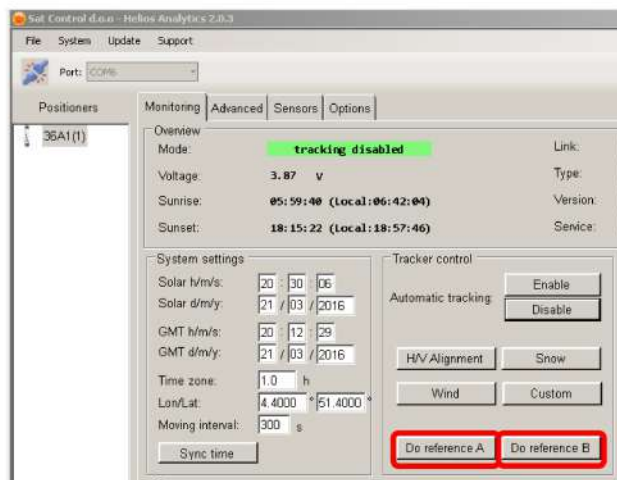 Sat Control d.o.o - Helios Analytics 2.0.3
File System Update Support
Port: COM6
Positioners
36A1(1)
Monitoring Advanced Sensors Options
Overview
Mode: tracking disabled Link:
Voltage: 3.87 V Type:
Sunrise: 05:59:40 (Local:06:42:04) Version:
Sunset: 18:15:22 (Local:18:57:46) Service:
System settings
Solar h/m/s: 20 : 30 : 06
Solar d/m/y: 21 / 03 / 2016
GMT h/m/s: 20 : 12 : 29
GMT d/m/y: 21 / 03 / 2016
Time zone: 1.0 h
Lon/Lat: 4.4000 ° 51.4000 °
Moving interval: 300 s
Sync time
Tracker control
Automatic tracking: Enable
Disable
H/V Alignment Snow
Wind Custom
Do reference A Do reference B